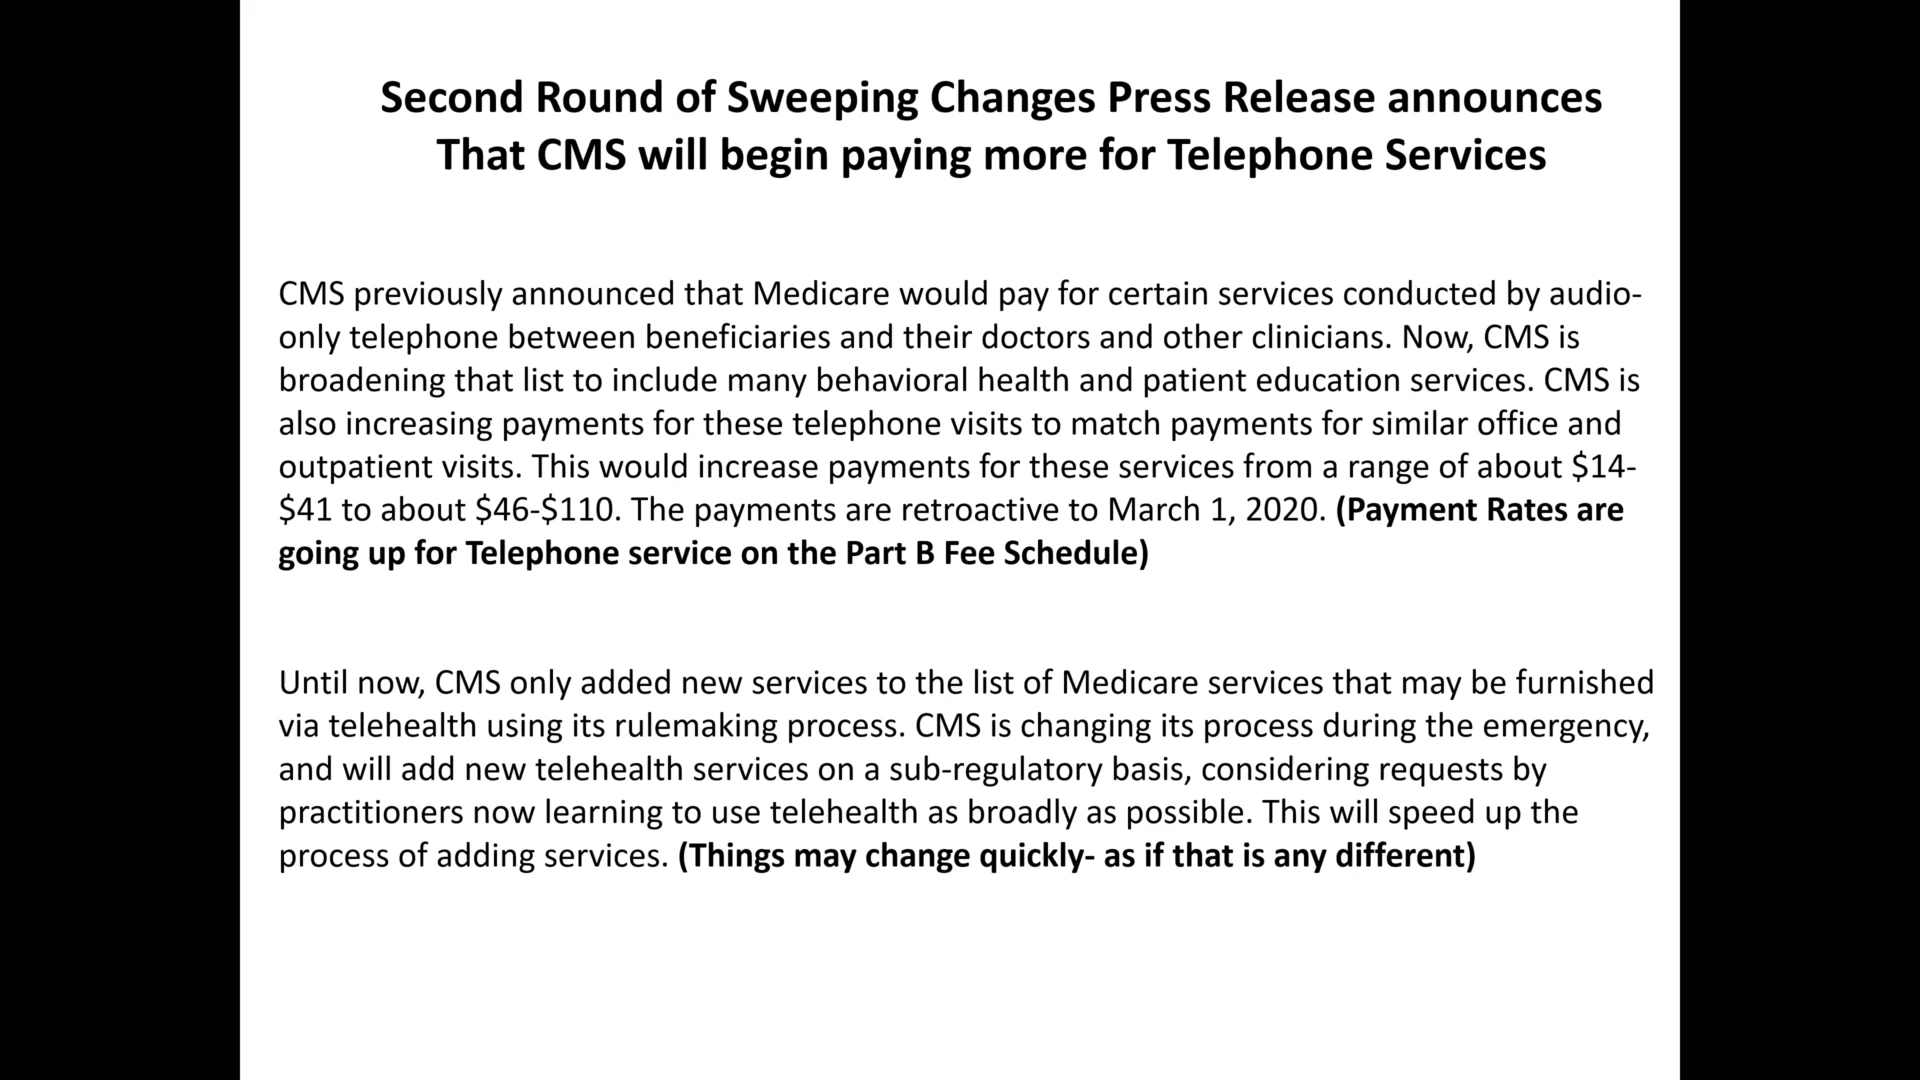 Second Round of Sweeping Changes Press Release announces
That CMS will begin paying more for Telephone Services
CMS previously announced that Medicare would pay for certain services conducted by audio-
only telephone between beneficiaries and their doctors and other clinicians. Now, CMS is
broadening that list to include many behavioral health and patient education services. CMS is
also increasing payments for these telephone visits to match payments for similar office and
outpatient visits. This would increase payments for these services from a range of about $14-
$41 to about $46-$110. The payments are retroactive to March 1, 2020. (Payment Rates are
going up for Telephone service on the Part B Fee Schedule)
Until now, CMS only added new services to the list of Medicare services that may be furnished
via telehealth using its rulemaking process. CMS is changing its process during the emergency,
and will add new telehealth services on a sub-regulatory basis, considering requests by
practitioners now learning to use telehealth as broadly as possible. This will speed up the
process of adding services. (Things may change quickly- as if that is any different)